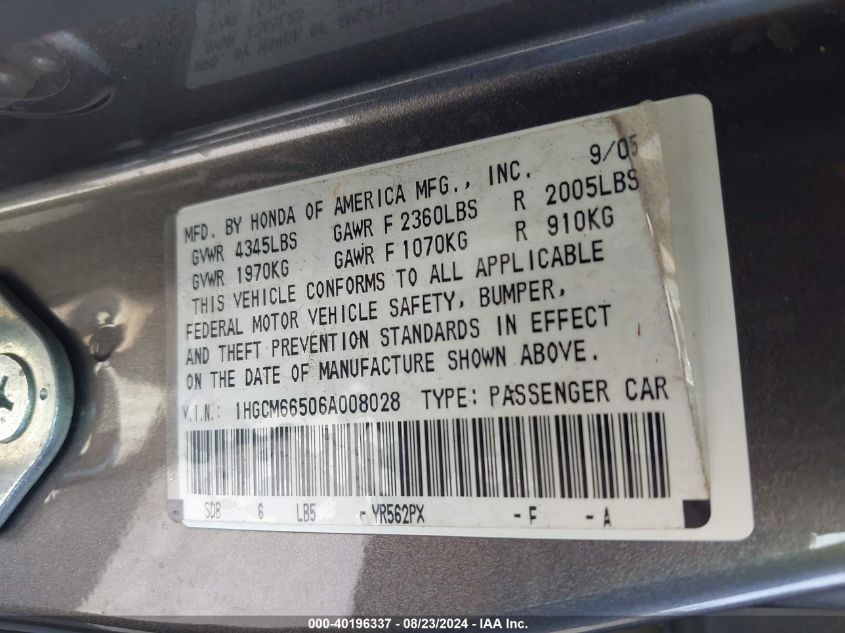 MFD. BY HONDA OF AMERICA MFG., INC. 9/05
GVWR 4345LBS GAWR F 2360LBS R 2005LBS
GVWR 1970KG GAWR F 1070KG R 910KG
THIS VEHICLE CONFORMS TO ALL APPLICABLE
FEDERAL MOTOR VEHICLE SAFETY, BUMPER,
AND THEFT PREVENTION STANDARDS IN EFFECT
ON THE DATE OF MANUFACTURE SHOWN ABOVE.
V.I.N.: 1HGCM66506A008028 TYPE: PASSENGER CAR
SDB 6 LB5 - YR562PX - F - A
000-40196337 - 08/23/2024 - IAA Inc.